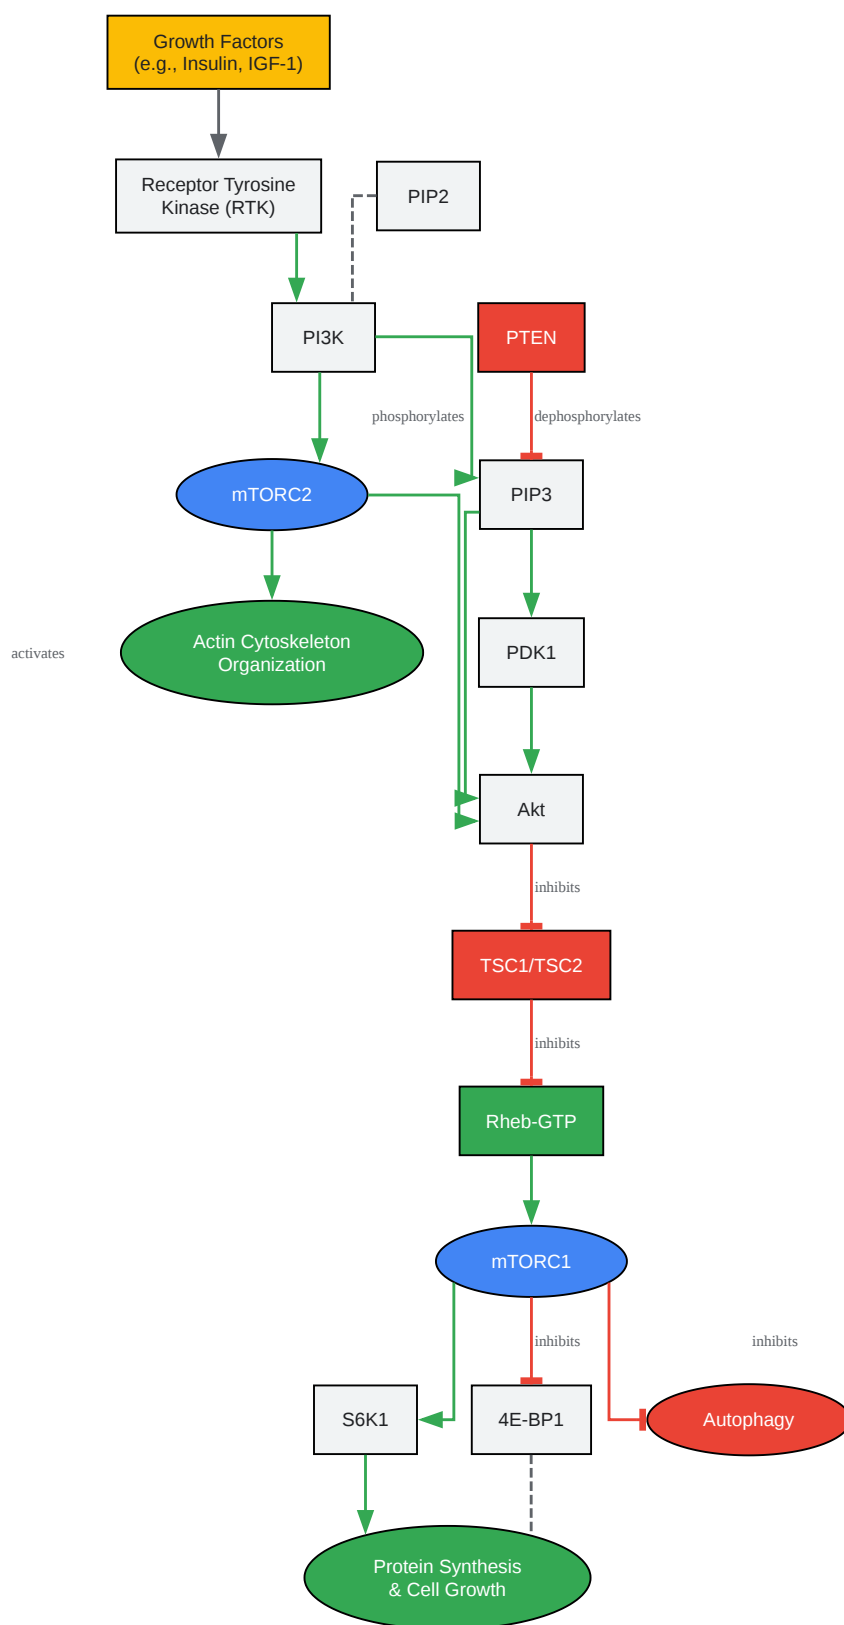 Growth Factors
(e.g., Insulin, IGF-1)
Receptor Tyrosine
Kinase (RTK)
PIP2
PI3K
PTEN
phosphorylates
dephosphorylates
mTORC2
PIP3
Actin Cytoskeleton
Organization
activates
PDK1
Akt
inhibits
TSC1/TSC2
inhibits
Rheb-GTP
mTORC1
inhibits
inhibits
S6K1
4E-BP1
Autophagy
Protein Synthesis
& Cell Growth